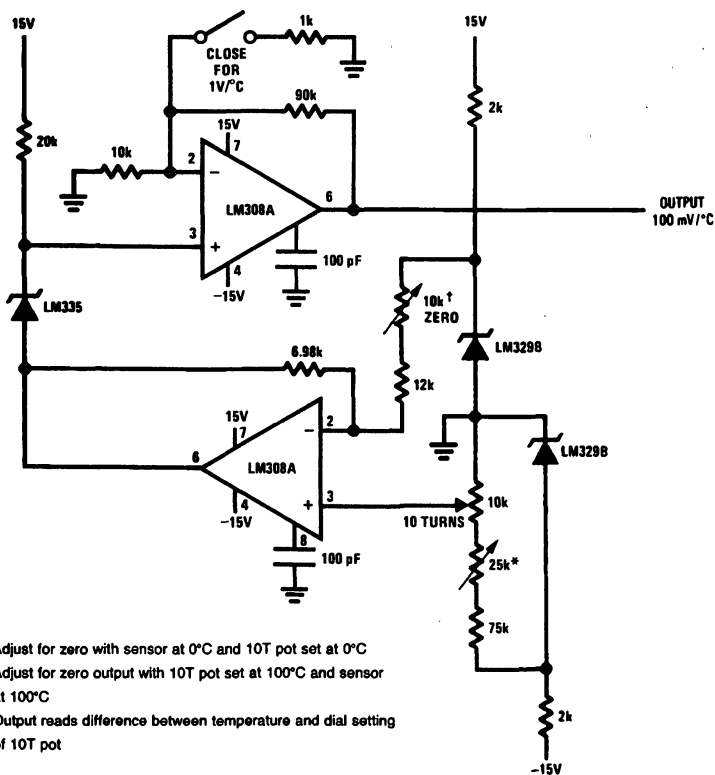 15V
1k
15V
CLOSE
FOR
1V/°C
90k
2k
20k
15V
10k
7
2
−
LM308A
6
OUTPUT
100 mV/°C
3
+
4
100 pF
−15V
10k†
ZERO
LM335
LM329B
6.98k
12k
15V
7
2
−
6
LM308A
LM329B
3
+
10k
4
10 TURNS
−15V
8
100 pF
25k*
75k
Adjust for zero with sensor at 0°C and 10T pot set at 0°C
Adjust for zero output with 10T pot set at 100°C and sensor
at 100°C
Output reads difference between temperature and dial setting
of 10T pot
2k
−15V